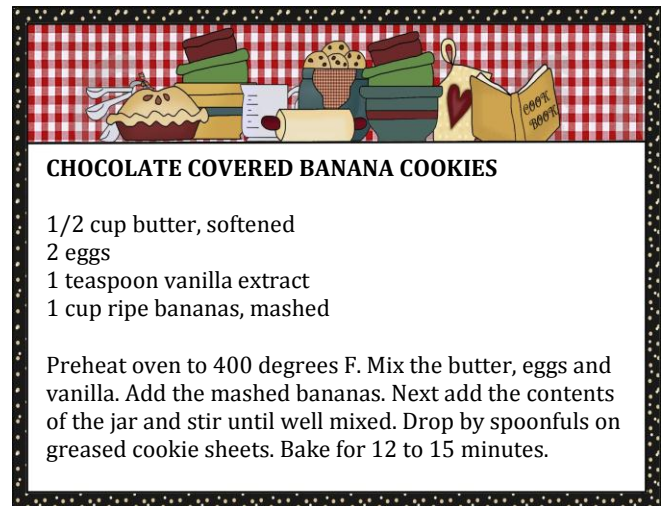 COOK
BOOK
CHOCOLATE COVERED BANANA COOKIES
1/2 cup butter, softened
2 eggs
1 teaspoon vanilla extract
1 cup ripe bananas, mashed
Preheat oven to 400 degrees F. Mix the butter, eggs and
vanilla. Add the mashed bananas. Next add the contents
of the jar and stir until well mixed. Drop by spoonfuls on
greased cookie sheets. Bake for 12 to 15 minutes.